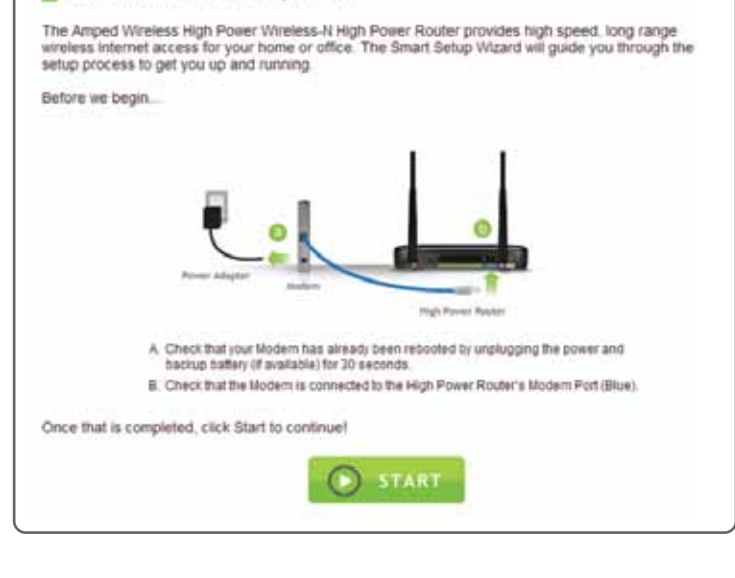 The Amped Wireless High Power Wireless-N High Power Router provides high speed, long range
wireless Internet access for your home or office. The Smart Setup Wizard will guide you through the
setup process to get you up and running.
Before we begin...
a
b
Power Adapter
Modem
High Power Router
A. Check that your Modem has already been rebooted by unplugging the power and
backup battery (if available) for 30 seconds.
B. Check that the Modem is connected to the High Power Router's Modem Port (Blue).
Once that is completed, click Start to continue!
START